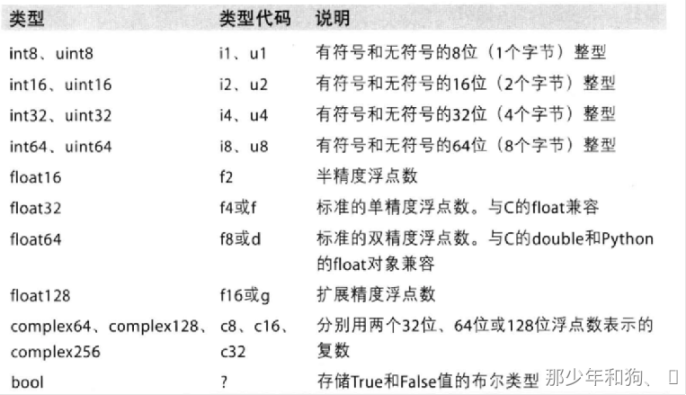 类型 类型代码 说明
int8、uint8 i1、u1 有符号和无符号的8位（1个字节）整型
int16、uint16 i2、u2 有符号和无符号的16位（2个字节）整型
int32、uint32 i4、u4 有符号和无符号的32位（4个字节）整型
int64、uint64 i8、u8 有符号和无符号的64位（8个字节）整型
float16 f2 半精度浮点数
float32 f4或f 标准的单精度浮点数。与C的float兼容
float64 f8或d 标准的双精度浮点数。与C的double和Python
的float对象兼容
float128 f16或g 扩展精度浮点数
complex64、complex128、 c8、c16、 分别用两个32位、64位或128位浮点数表示的
complex256 c32 复数
bool ? 存储True和False值的布尔类型
那少年和狗、